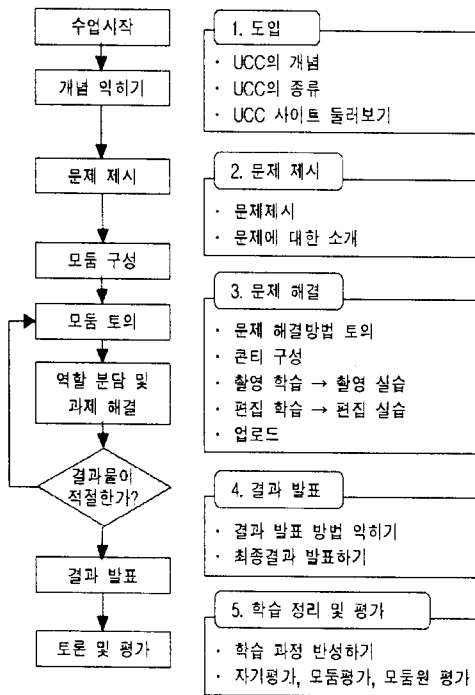 수업시작
개념 익히기
문제 제시
모둠 구성
모둠 토의
역할 분담 및
과제 해결
결과물이
적절한가?
결과 발표
토론 및 평가
1. 도입
· UCC의 개념
· UCC의 종류
· UCC 사이트 둘러보기
2. 문제 제시
· 문제제시
· 문제에 대한 소개
3. 문제 해결
· 문제 해결방법 토의
· 콘티 구성
· 촬영 학습 → 촬영 실습
· 편집 학습 → 편집 실습
· 업로드
4. 결과 발표
· 결과 발표 방법 익히기
· 최종결과 발표하기
5. 학습 정리 및 평가
· 학습 과정 반성하기
· 자기평가, 모둠평가, 모둠원 평가